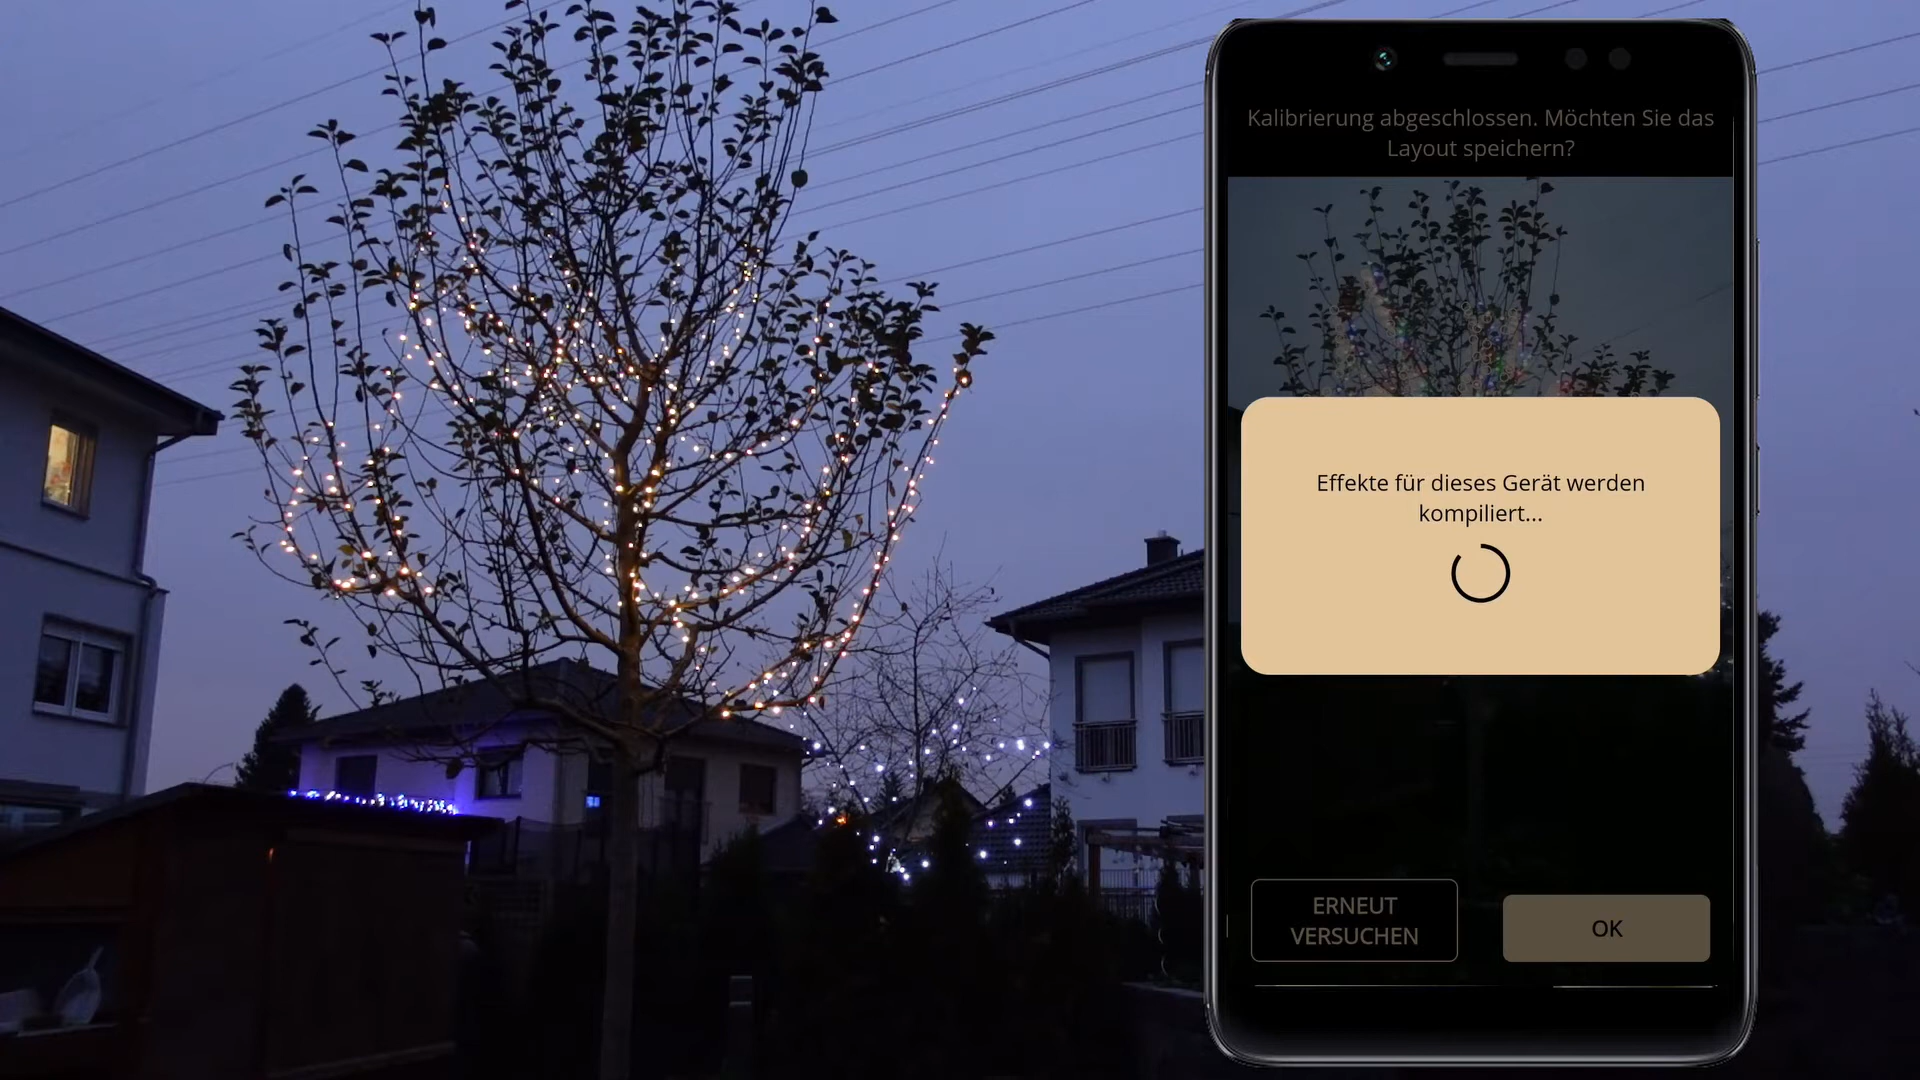 Kalibrierung abgeschlossen. Möchten Sie das
Layout speichern?
Effekte für dieses Gerät werden
kompiliert...
ERNEUT
VERSUCHEN
OK